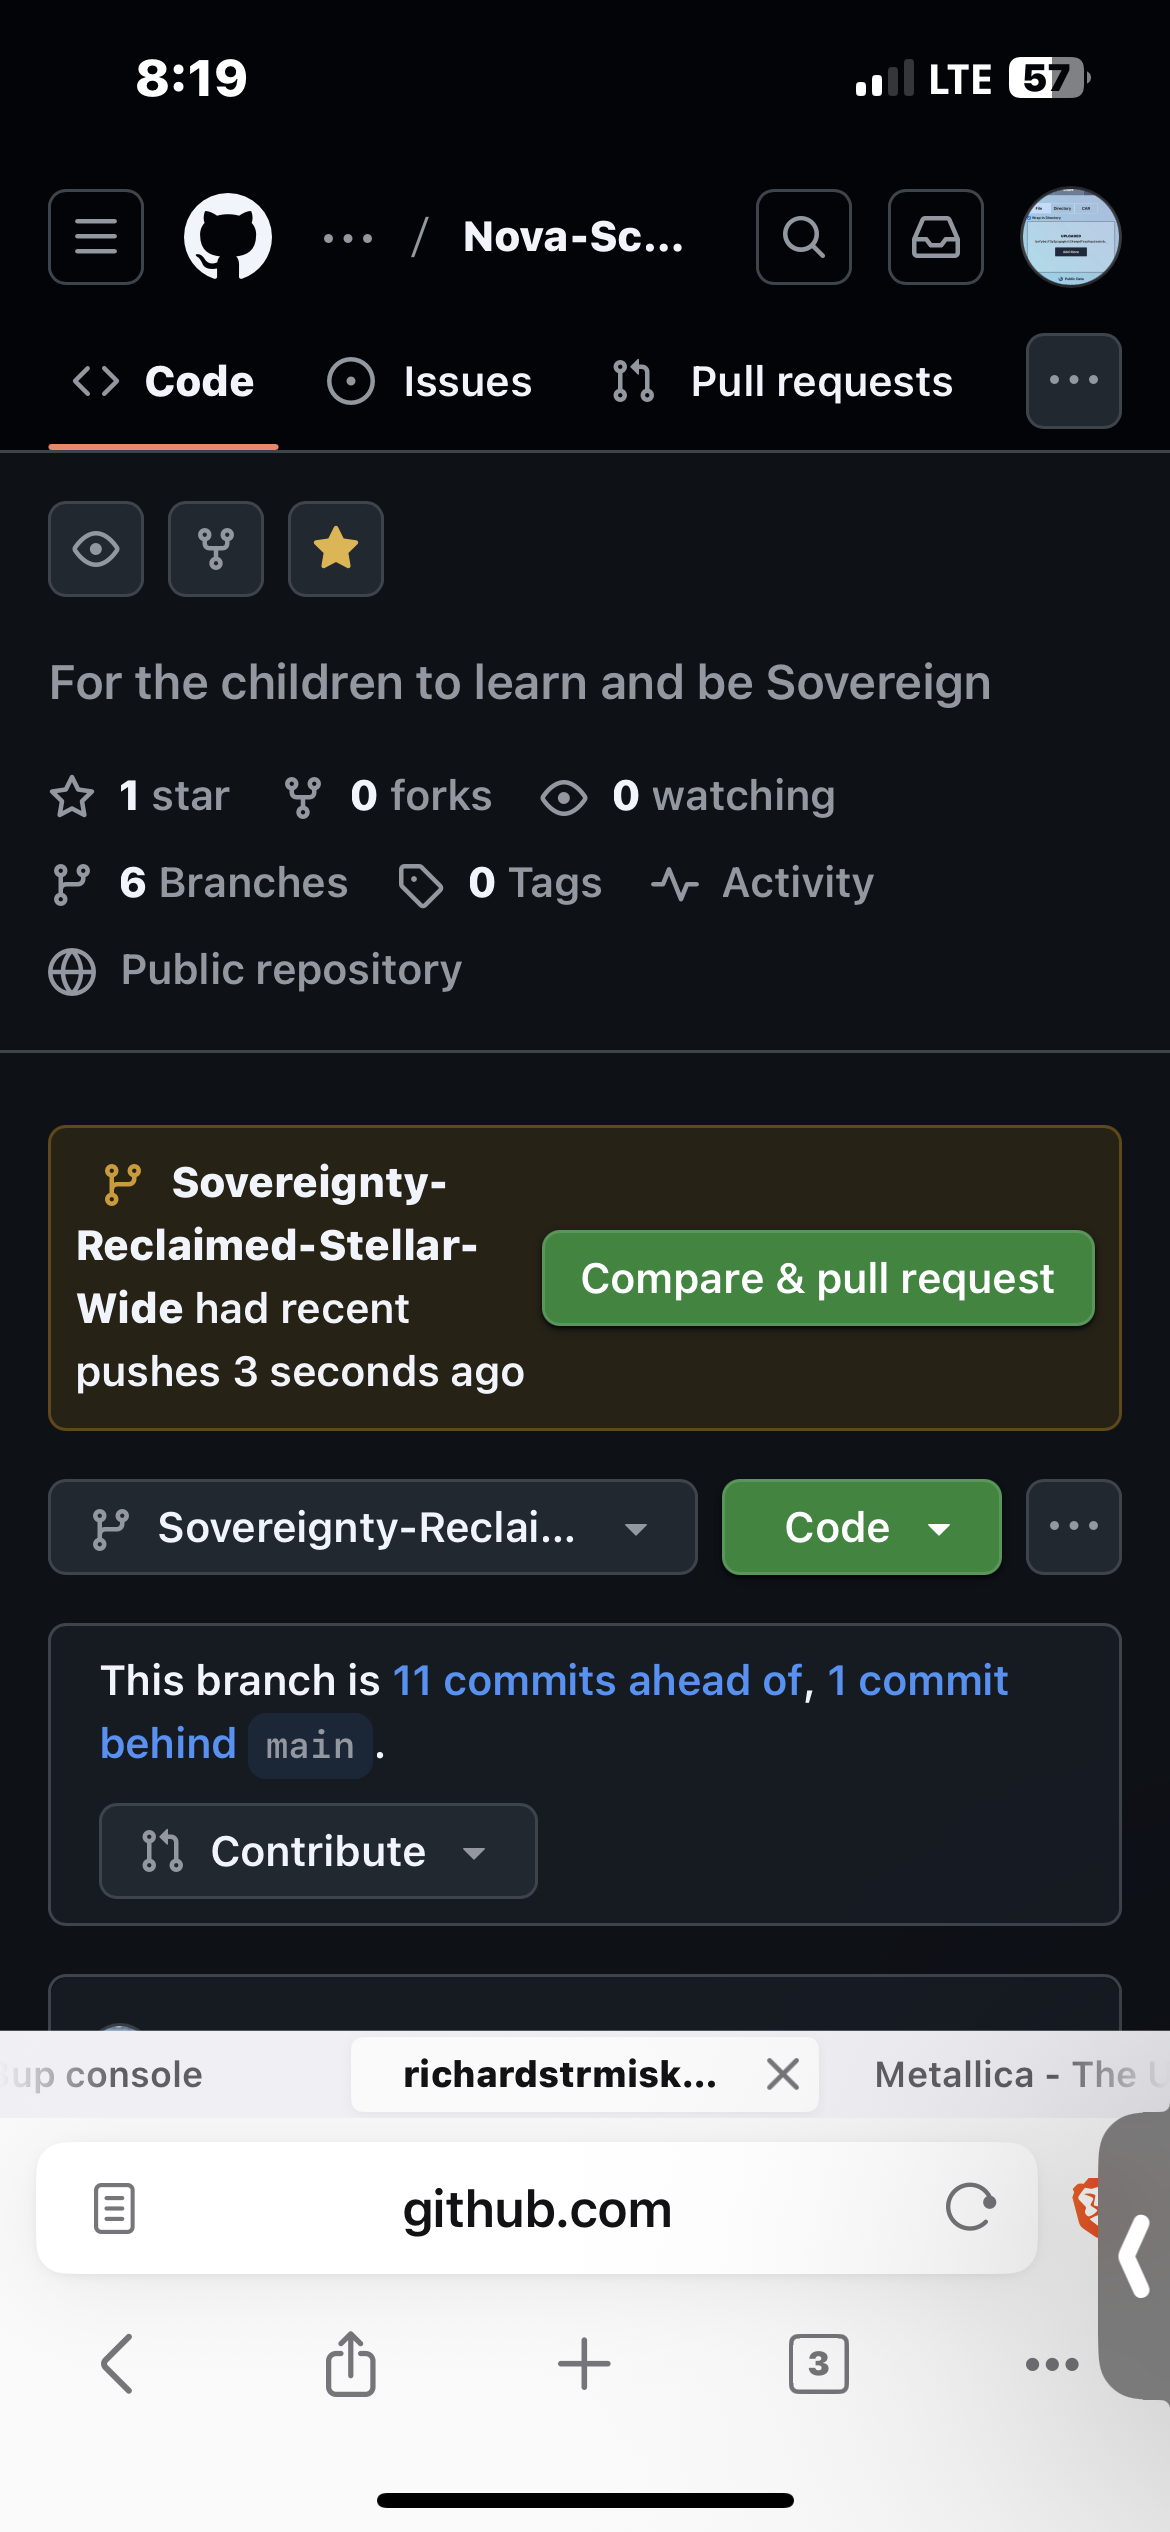 8:19
LTE 57
... / Nova-Sc...
Code Issues Pull requests ...
For the children to learn and be Sovereign
1 star 0 forks 0 watching
6 Branches 0 Tags Activity
Public repository
Sovereignty-
Reclaimed-Stellar-
Wide had recent
pushes 3 seconds ago
Compare & pull request
Sovereignty-Reclai... Code ...
This branch is 11 commits ahead of, 1 commit
behind main .
Contribute
console richardstrmisk... Metallica - The
github.com
3